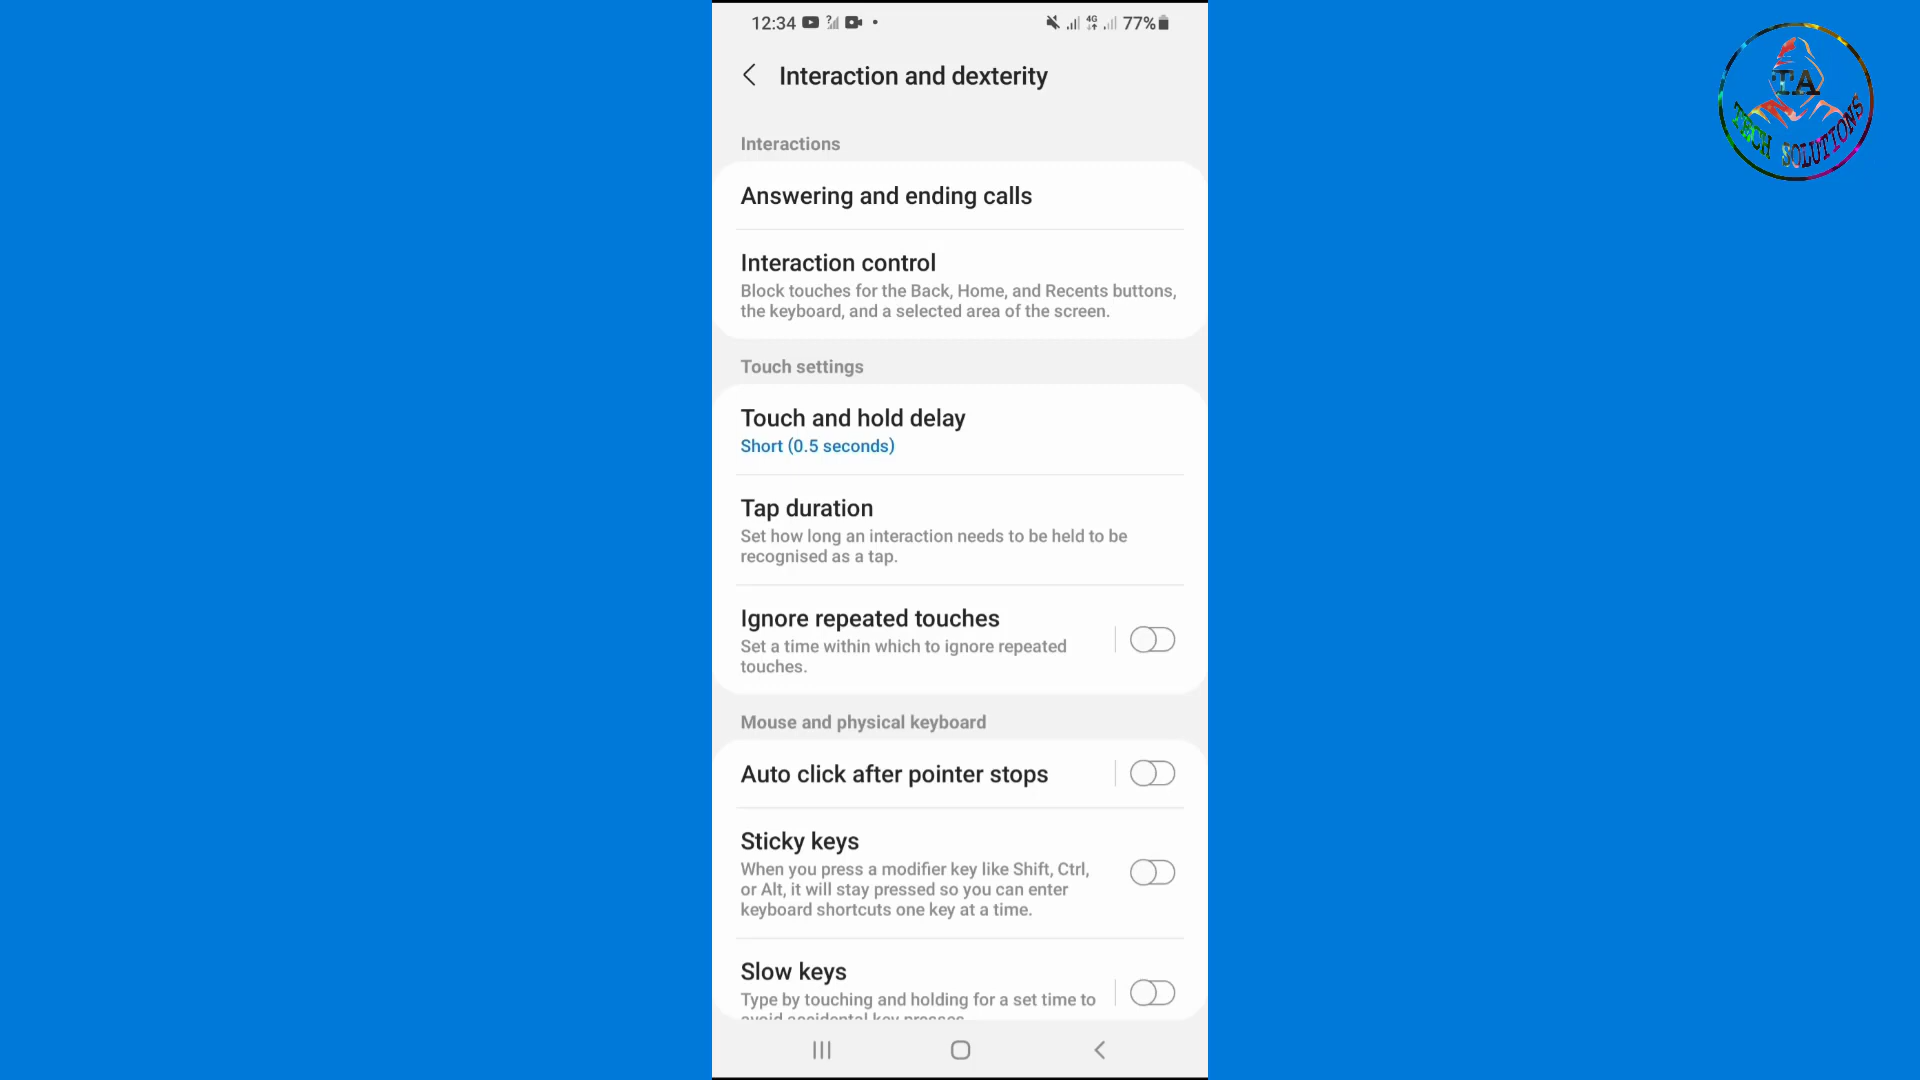 12:34
4G
77%
Interaction and dexterity
Interactions
Answering and ending calls
Interaction control
Block touches for the Back, Home, and Recents buttons,
the keyboard, and a selected area of the screen.
Touch settings
Touch and hold delay
Short (0.5 seconds)
Tap duration
Set how long an interaction needs to be held to be
recognised as a tap.
Ignore repeated touches
Set a time within which to ignore repeated
touches.
Mouse and physical keyboard
Auto click after pointer stops
Sticky keys
When you press a modifier key like Shift, Ctrl,
or Alt, it will stay pressed so you can enter
keyboard shortcuts one key at a time.
Slow keys
Type by touching and holding for a set time to
avoid accidental key presses.
TA
TECH SOLUTIONS